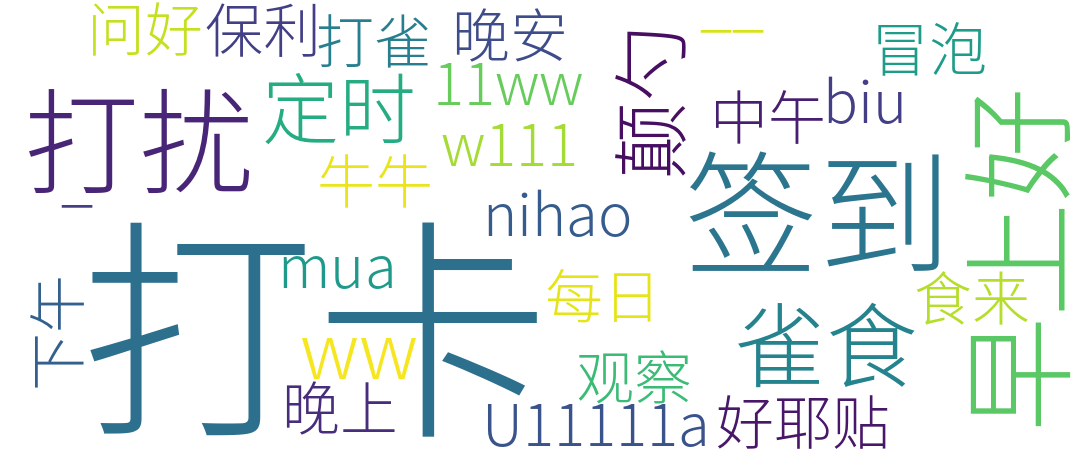 问好
保利
打雀
晚安
一一
冒泡
打扰
定时
11ww
w111
颠勺
中午
biu
早上好
牛牛
一
签到
nihao
打卡
mua
每日
食来
下午
ww
雀食
观察
晚上
U11111a
好耶贴